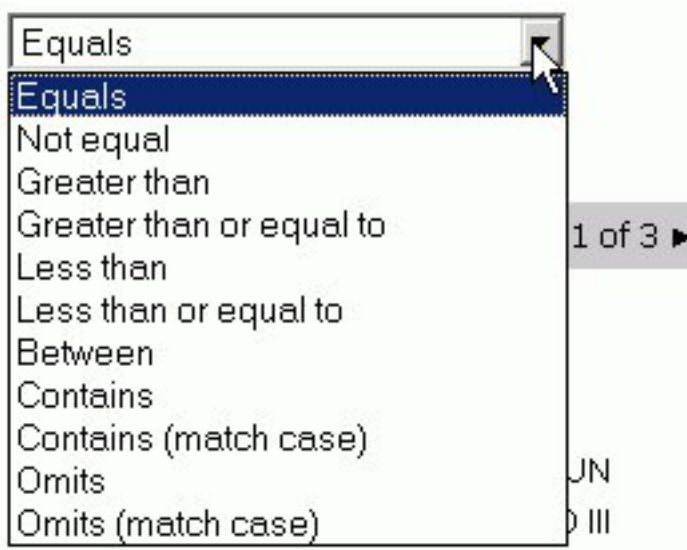 Equals
Equals
Not equal
Greater than
Greater than or equal to
1 of 3
Less than
Less than or equal to
Between
Contains
Contains (match case)
Omits
Omits (match case)
III